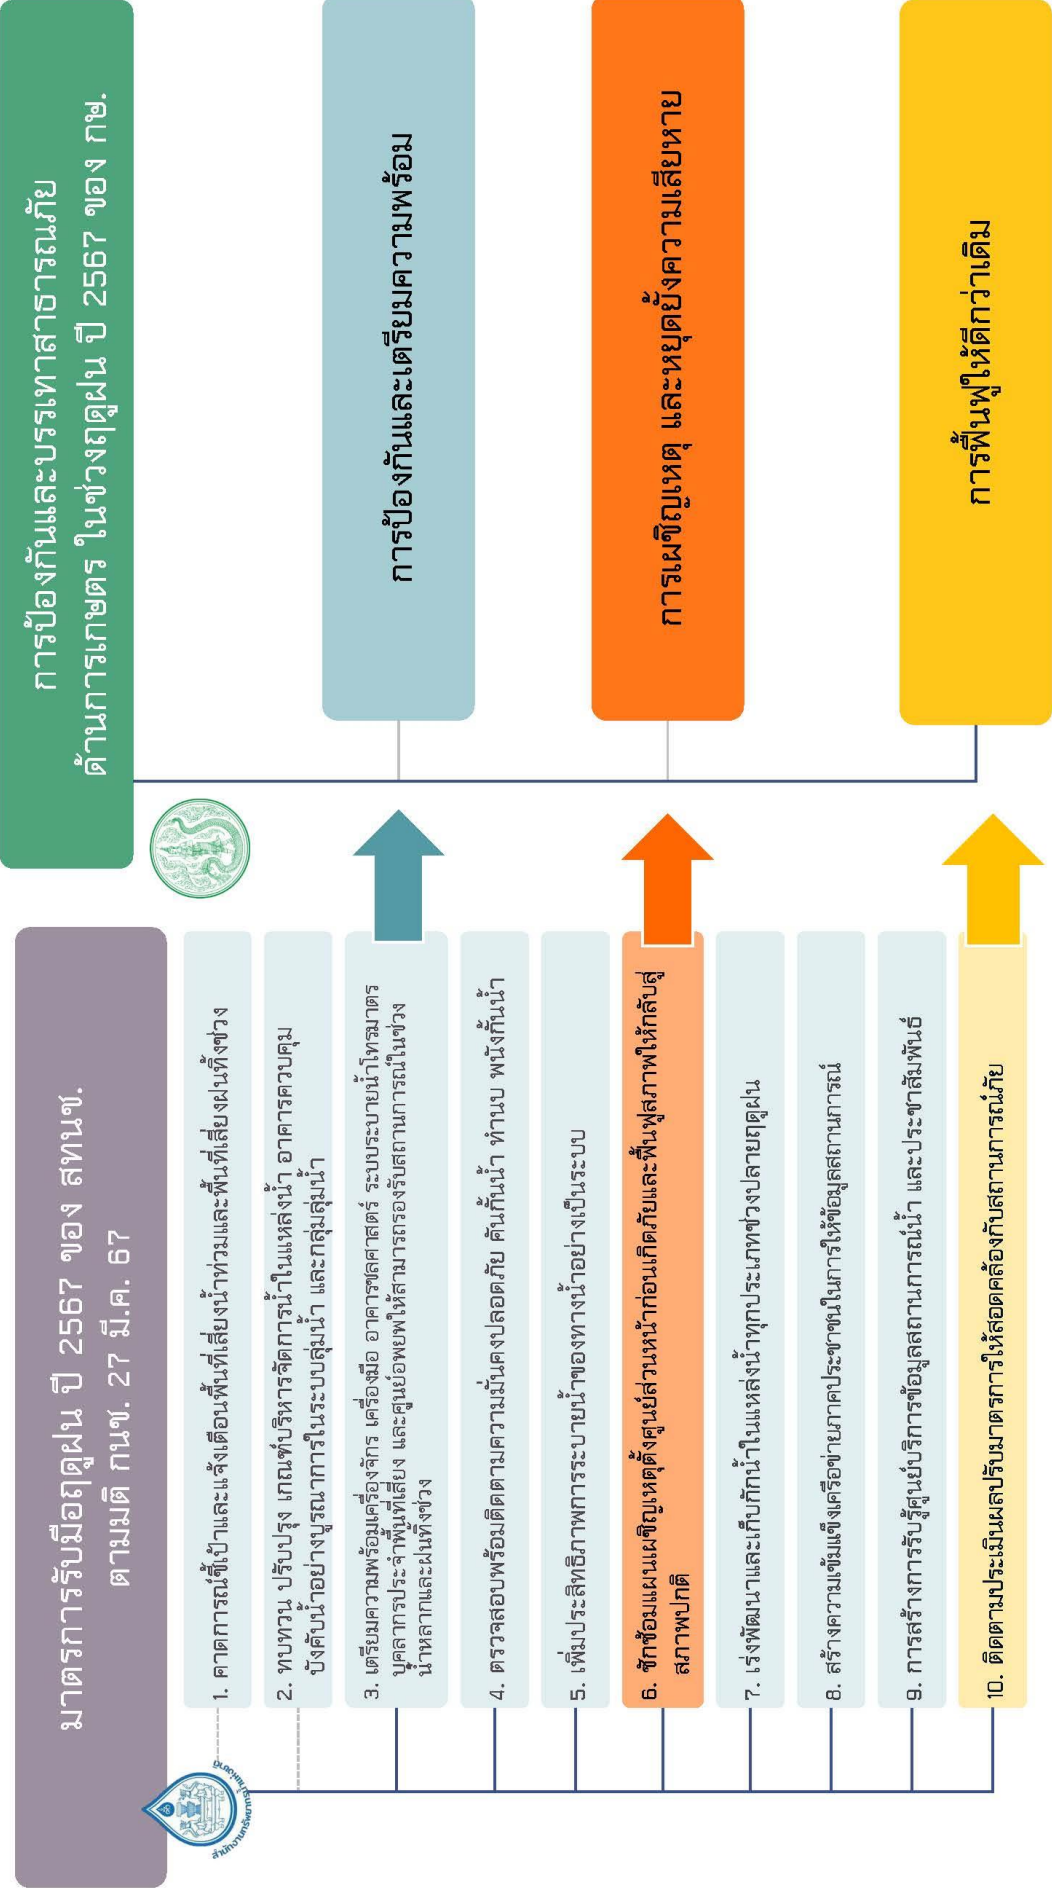 มาตรการรับมือฤดูฝน ปี 2567 ของ สทนช.
ตามมติ กนช. 27 มี.ค. 67
สำนักงานทรัพยากรน้ำแห่งชาติ
1. คาดการณ์ชี้เป้าและแจ้งเตือนพื้นที่เสี่ยงน้ำท่วมและพื้นที่เสี่ยงฝนทิ้งช่วง
2. ทบทวน ปรับปรุง เกณฑ์บริหารจัดการน้ำในแหล่งน้ำ อาคารควบคุม
บังคับน้ำอย่างบูรณาการในระบบลุ่มน้ำ และกลุ่มลุ่มน้ำ
3. เตรียมความพร้อมเครื่องจักร เครื่องมือ อาคารชลศาสตร์ ระบบระบายน้ำโทรมาตร
บุคลากรประจำพื้นที่เสี่ยง และศูนย์อพยพให้สามารถรองรับสถานการณ์ในช่วง
น้ำหลากและฝนทิ้งช่วง
4. ตรวจสอบพร้อมติดตามความมั่นคงปลอดภัย คันกั้นน้ำ ทำนบ พนังกั้นน้ำ
5. เพิ่มประสิทธิภาพการระบายน้ำของทางน้ำอย่างเป็นระบบ
6. ซักซ้อมแผนเผชิญเหตุตั้งศูนย์ส่วนหน้าก่อนเกิดภัยและฟื้นฟูสภาพให้กลับสู่
สภาพปกติ
7. เร่งพัฒนาและเก็บกักน้ำในแหล่งน้ำทุกประเภทช่วงปลายฤดูฝน
8. สร้างความเข้มแข็งเครือข่ายภาคประชาชนในการให้ข้อมูลสถานการณ์
9. การสร้างการรับรู้ศูนย์บริการข้อมูลสถานการณ์น้ำ และประชาสัมพันธ์
10. ติดตามประเมินผลปรับมาตรการให้สอดคล้องกับสถานการณ์ภัย
การป้องกันและบรรเทาสาธารณภัย
ด้านการเกษตร ในช่วงฤดูฝน ปี 2567 ของ กษ.
การป้องกันและเตรียมความพร้อม
การเผชิญเหตุ และหยุดยั้งความเสียหาย
การฟื้นฟูให้ดีกว่าเดิม